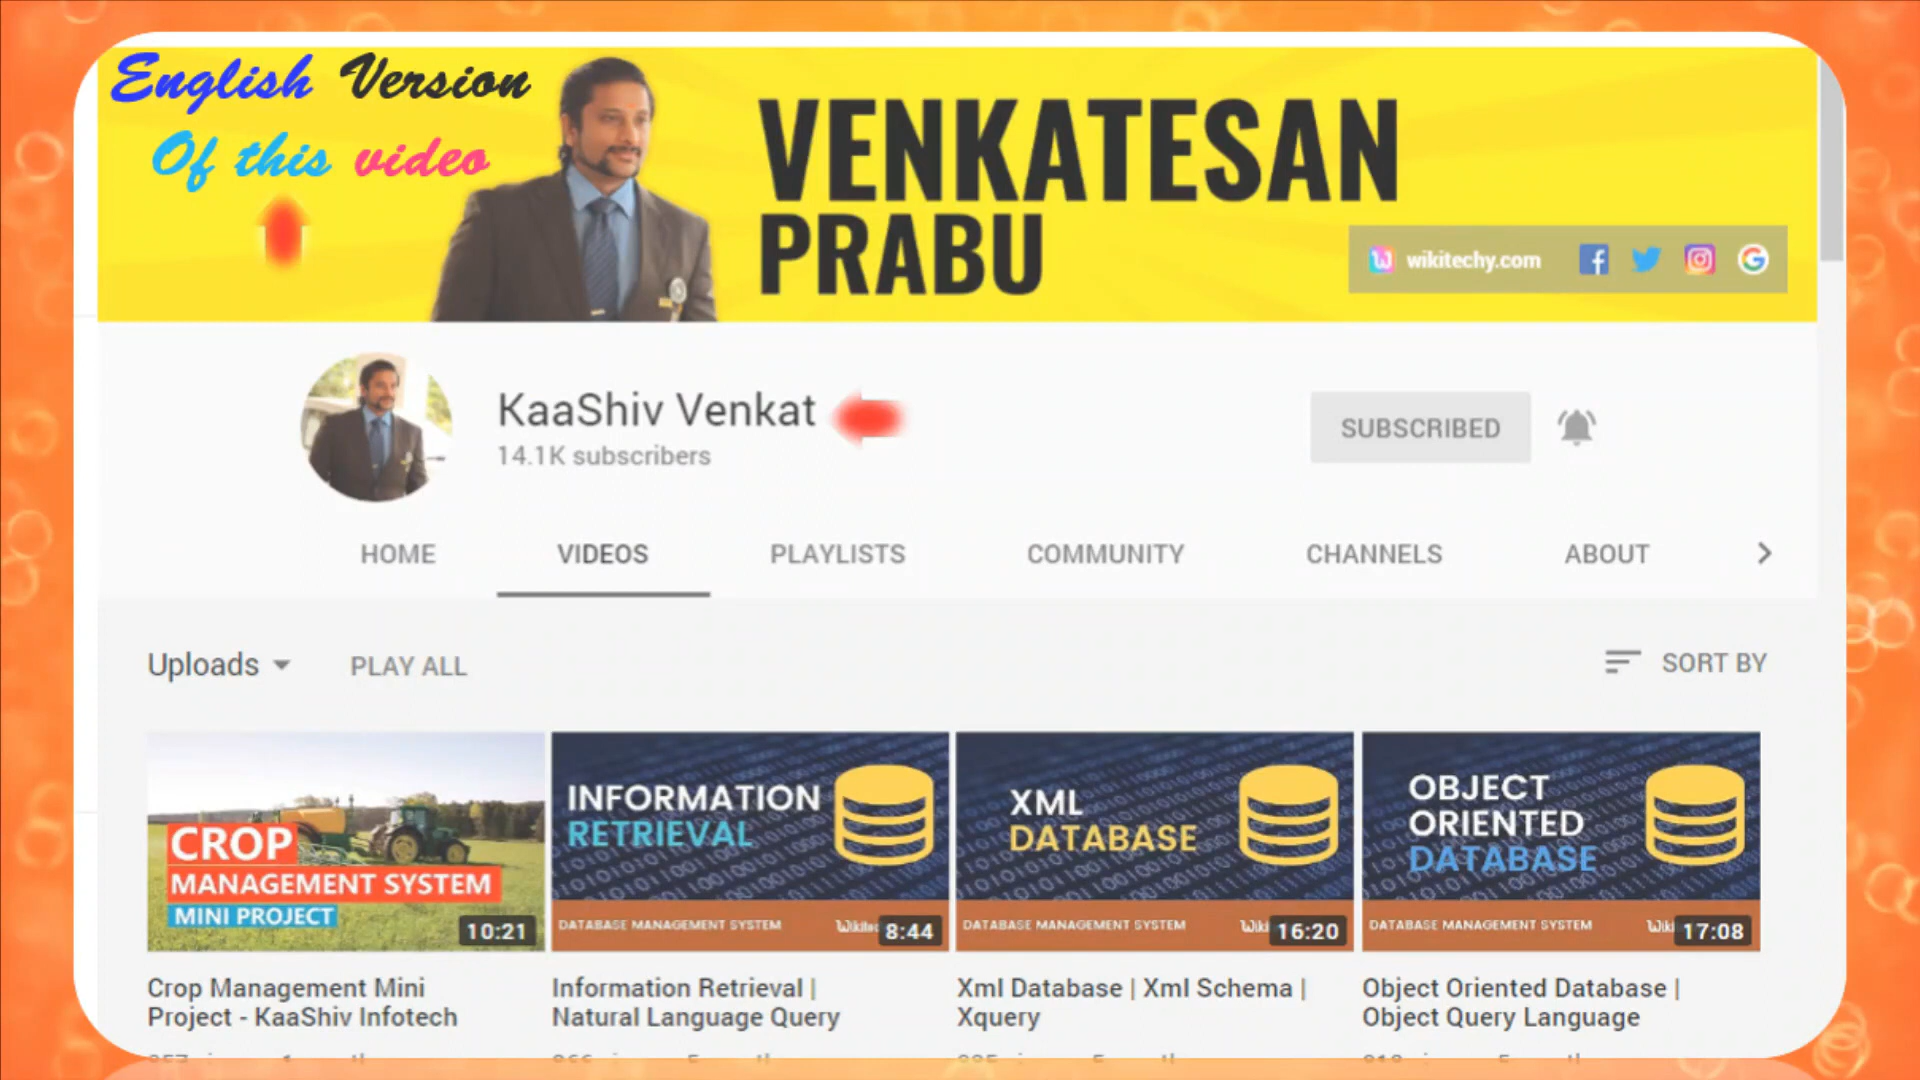 English Version
Of this video
VENKATESAN
PRABU
wikitechy.com
KaaShiv Venkat
14.1K subscribers
SUBSCRIBED
HOME
VIDEOS
PLAYLISTS
COMMUNITY
CHANNELS
ABOUT
Uploads
PLAY ALL
SORT BY
CROP
MANAGEMENT SYSTEM
MINI PROJECT
10:21
INFORMATION
RETRIEVAL
DATABASE MANAGEMENT SYSTEM
8:44
XML
DATABASE
DATABASE MANAGEMENT SYSTEM
16:20
OBJECT
ORIENTED
DATABASE
DATABASE MANAGEMENT SYSTEM
17:08
Crop Management Mini
Project - KaaShiv Infotech
Information Retrieval |
Natural Language Query
Xml Database | Xml Schema |
Xquery
Object Oriented Database |
Object Query Language